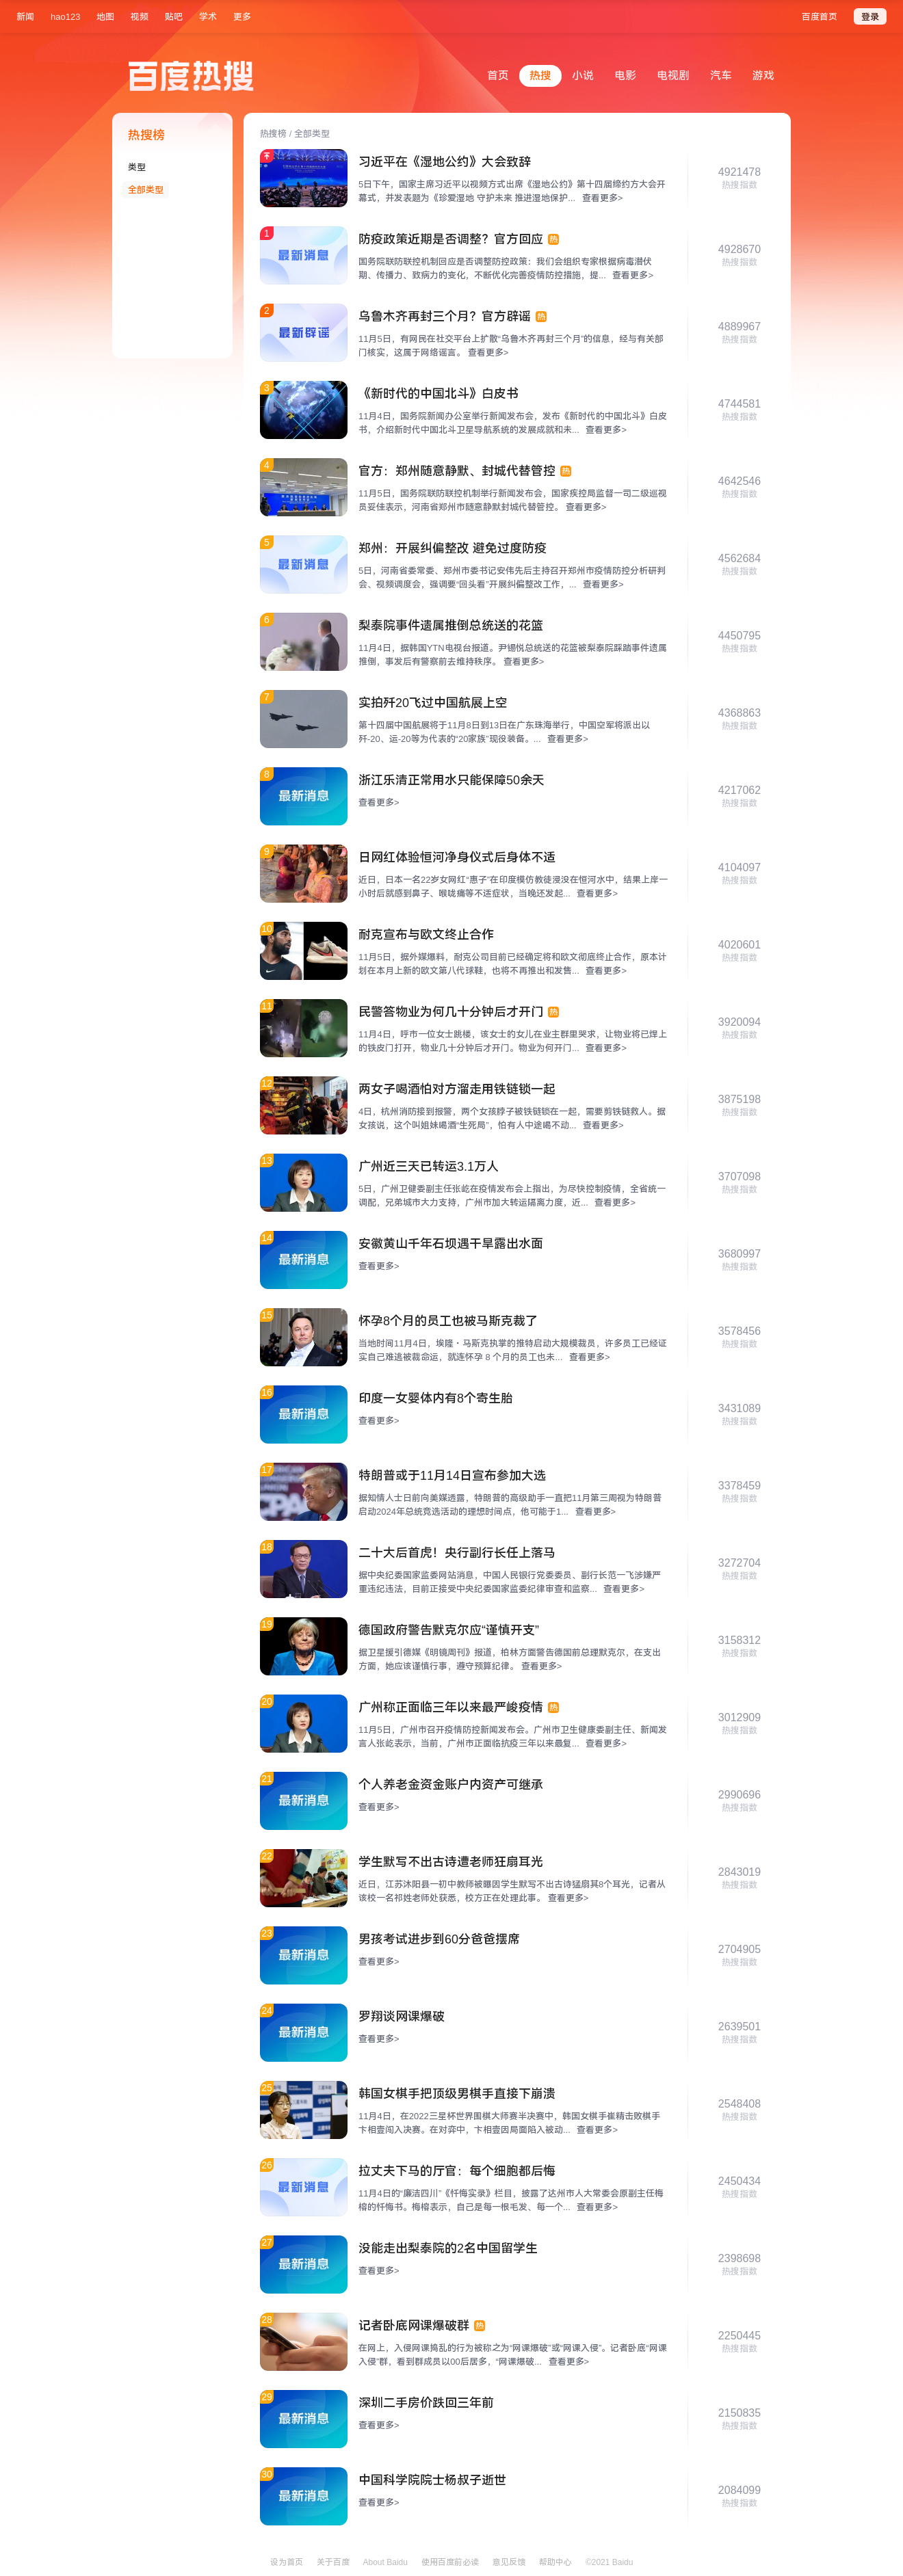 新闻 hao123 地图 视频 贴吧 学术 更多 百度首页 登录
百度热搜 首页 热搜 小说 电影 电视剧 汽车 游戏
热搜榜
类型
全部类型
热搜榜 / 全部类型
习近平在《湿地公约》大会致辞
5日下午，国家主席习近平以视频方式出席《湿地公约》第十四届缔约方大会开
幕式，并发表题为《珍爱湿地 守护未来 推进湿地保护... 查看更多>
4921478
热搜指数
1
最新消息
防疫政策近期是否调整？官方回应 热
国务院联防联控机制回应是否调整防控政策：我们会组织专家根据病毒潜伏
期、传播力、致病力的变化，不断优化完善疫情防控措施，提... 查看更多>
4928670
热搜指数
2
最新辟谣
乌鲁木齐再封三个月？官方辟谣 热
11月5日，有网民在社交平台上扩散“乌鲁木齐再封三个月”的信息，经与有关部
门核实，这属于网络谣言。 查看更多>
4889967
热搜指数
3
《新时代的中国北斗》白皮书
11月4日，国务院新闻办公室举行新闻发布会，发布《新时代的中国北斗》白皮
书，介绍新时代中国北斗卫星导航系统的发展成就和未... 查看更多>
4744581
热搜指数
4
官方：郑州随意静默、封城代替管控 热
11月5日，国务院联防联控机制举行新闻发布会，国家疾控局监督一司二级巡视
员妥佳表示，河南省郑州市随意静默封城代替管控。 查看更多>
4642546
热搜指数
5
最新消息
郑州：开展纠偏整改 避免过度防疫
5日，河南省委常委、郑州市委书记安伟先后主持召开郑州市疫情防控分析研判
会、视频调度会，强调要“回头看”开展纠偏整改工作，... 查看更多>
4562684
热搜指数
6
梨泰院事件遗属推倒总统送的花篮
11月4日，据韩国YTN电视台报道。尹锡悦总统送的花篮被梨泰院踩踏事件遗属
推倒，事发后有警察前去维持秩序。 查看更多>
4450795
热搜指数
7
实拍歼20飞过中国航展上空
第十四届中国航展将于11月8日到13日在广东珠海举行，中国空军将派出以
歼-20、运-20等为代表的“20家族”现役装备。... 查看更多>
4368863
热搜指数
8
最新消息
浙江乐清正常用水只能保障50余天
查看更多>
4217062
热搜指数
9
日网红体验恒河净身仪式后身体不适
近日，日本一名22岁女网红“惠子”在印度模仿教徒浸没在恒河水中，结果上岸一
小时后就感到鼻子、喉咙痛等不适症状，当晚还发起... 查看更多>
4104097
热搜指数
10
耐克宣布与欧文终止合作
11月5日，据外媒爆料，耐克公司目前已经确定将和欧文彻底终止合作，原本计
划在本月上新的欧文第八代球鞋，也将不再推出和发售... 查看更多>
4020601
热搜指数
11
民警答物业为何几十分钟后才开门 热
11月4日，呼市一位女士跳楼，该女士的女儿在业主群里哭求，让物业将已焊上
的铁皮门打开，物业几十分钟后才开门。物业为何开门... 查看更多>
3920094
热搜指数
12
两女子喝酒怕对方溜走用铁链锁一起
4日，杭州消防接到报警，两个女孩脖子被铁链锁在一起，需要剪铁链救人。据
女孩说，这个叫姐妹喝酒“生死局”，怕有人中途喝不动... 查看更多>
3875198
热搜指数
13
广州近三天已转运3.1万人
5日，广州卫健委副主任张屹在疫情发布会上指出，为尽快控制疫情，全省统一
调配，兄弟城市大力支持，广州市加大转运隔离力度，近... 查看更多>
3707098
热搜指数
14
最新消息
安徽黄山千年石坝遇干旱露出水面
查看更多>
3680997
热搜指数
15
怀孕8个月的员工也被马斯克裁了
当地时间11月4日，埃隆・马斯克执掌的推特启动大规模裁员，许多员工已经证
实自己难逃被裁命运，就连怀孕 8 个月的员工也未... 查看更多>
3578456
热搜指数
16
最新消息
印度一女婴体内有8个寄生胎
查看更多>
3431089
热搜指数
17
特朗普或于11月14日宣布参加大选
据知情人士日前向美媒透露，特朗普的高级助手一直把11月第三周视为特朗普
启动2024年总统竞选活动的理想时间点，他可能于1... 查看更多>
3378459
热搜指数
18
二十大后首虎！央行副行长任上落马
据中央纪委国家监委网站消息，中国人民银行党委委员、副行长范一飞涉嫌严
重违纪违法，目前正接受中央纪委国家监委纪律审查和监察... 查看更多>
3272704
热搜指数
19
德国政府警告默克尔应“谨慎开支”
据卫星援引德媒《明镜周刊》报道，柏林方面警告德国前总理默克尔，在支出
方面，她应该谨慎行事，遵守预算纪律。 查看更多>
3158312
热搜指数
20
广州称正面临三年以来最严峻疫情 热
11月5日，广州市召开疫情防控新闻发布会。广州市卫生健康委副主任、新闻发
言人张屹表示，当前，广州市正面临抗疫三年以来最复... 查看更多>
3012909
热搜指数
21
最新消息
个人养老金资金账户内资产可继承
查看更多>
2990696
热搜指数
22
学生默写不出古诗遭老师狂扇耳光
近日，江苏沭阳县一初中教师被曝因学生默写不出古诗猛扇其8个耳光，记者从
该校一名祁姓老师处获悉，校方正在处理此事。 查看更多>
2843019
热搜指数
23
最新消息
男孩考试进步到60分爸爸摆席
查看更多>
2704905
热搜指数
24
最新消息
罗翔谈网课爆破
查看更多>
2639501
热搜指数
25
韩国女棋手把顶级男棋手直接下崩溃
11月4日，在2022三星杯世界围棋大师赛半决赛中，韩国女棋手崔精击败棋手
卞相壹闯入决赛。在对弈中，卞相壹因局面陷入被动... 查看更多>
2548408
热搜指数
26
最新消息
拉丈夫下马的厅官：每个细胞都后悔
11月4日的“廉洁四川”《忏悔实录》栏目，披露了达州市人大常委会原副主任梅
榕的忏悔书。梅榕表示，自己是每一根毛发、每一个... 查看更多>
2450434
热搜指数
27
最新消息
没能走出梨泰院的2名中国留学生
查看更多>
2398698
热搜指数
28
记者卧底网课爆破群 热
在网上，入侵网课捣乱的行为被称之为“网课爆破”或“网课入侵”。记者卧底“网课
入侵”群，看到群成员以00后居多，“网课爆破... 查看更多>
2250445
热搜指数
29
最新消息
深圳二手房价跌回三年前
查看更多>
2150835
热搜指数
30
最新消息
中国科学院院士杨叔子逝世
查看更多>
2084099
热搜指数
设为首页 关于百度 About Baidu 使用百度前必读 意见反馈 帮助中心 ©2021 Baidu